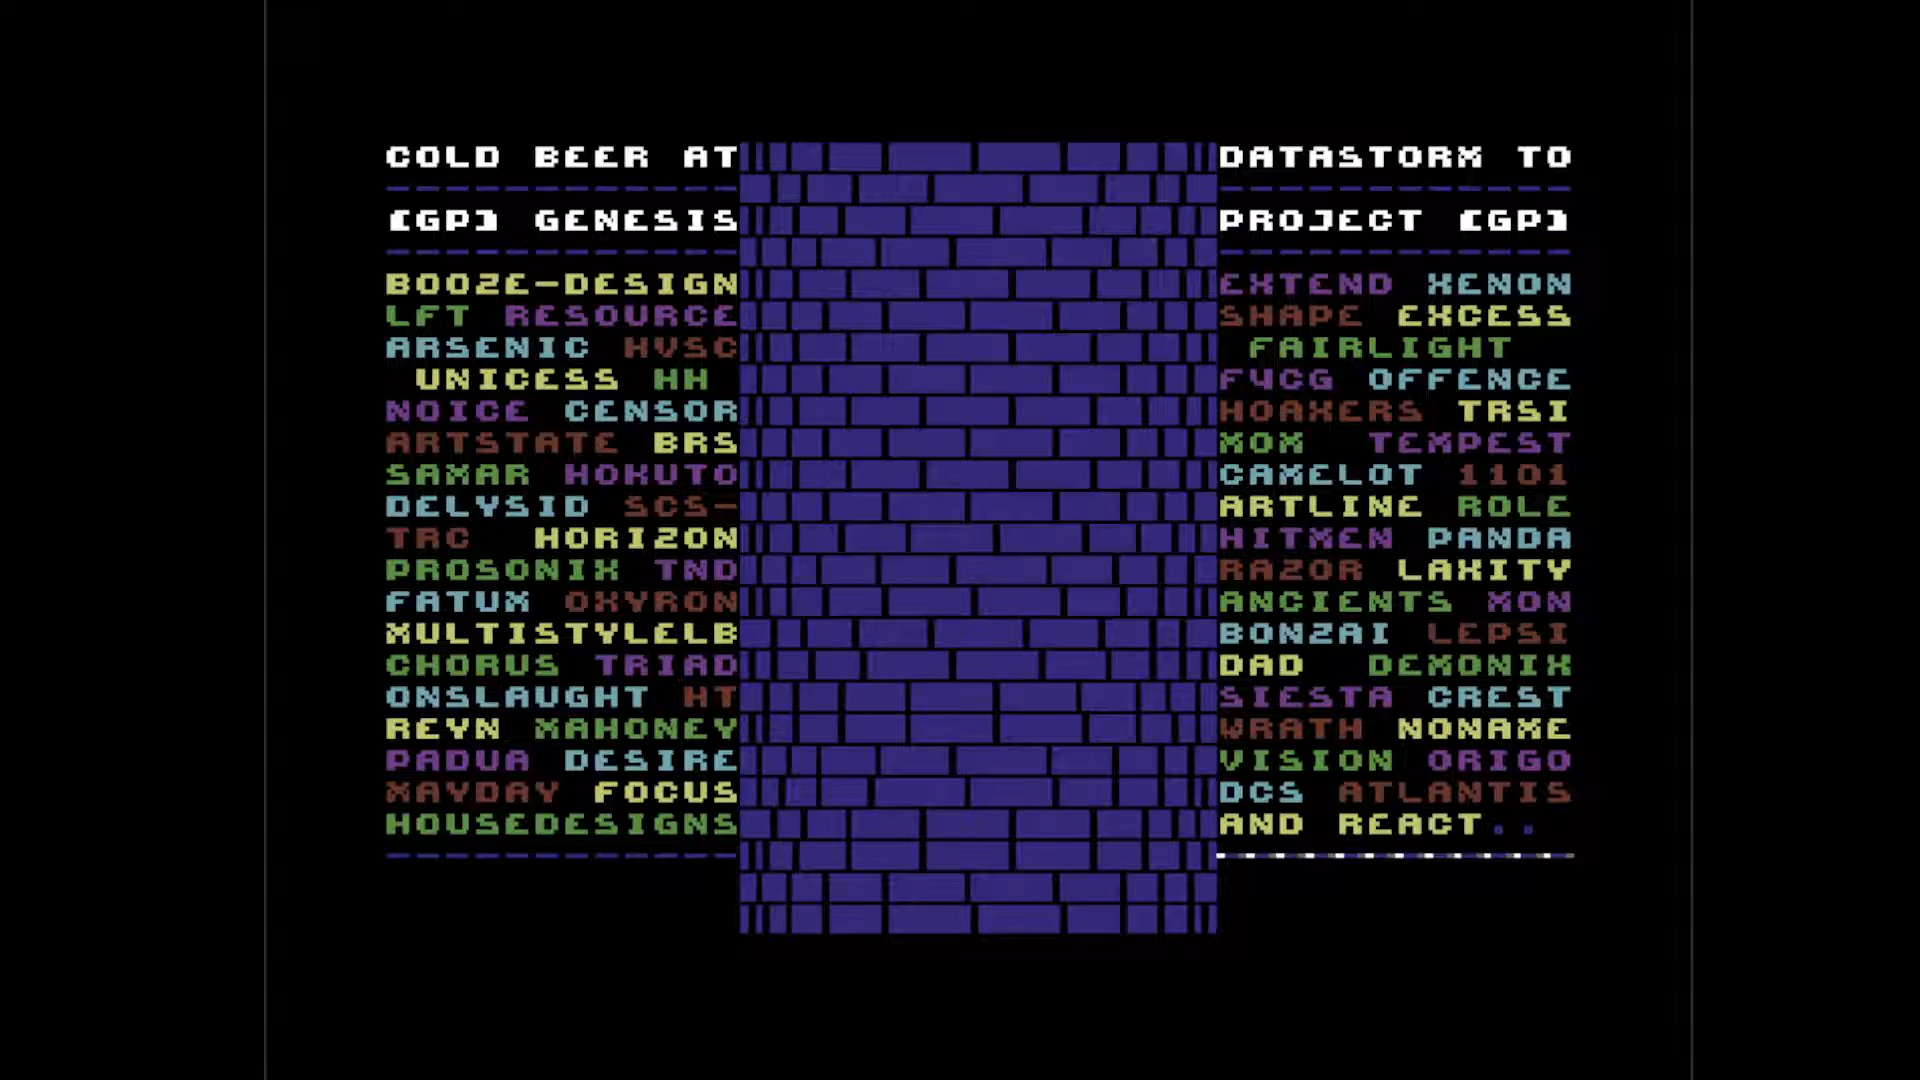 COLD BEER AT DATASTORM TO
[GP] GENESIS PROJECT [GP]
BOOZE-DESIGN EXTEND XENON
LFT RESOURCE SHAPE EXCESS
ARSENIC HVSC FAIRLIGHT
UNICESS HH F4CG OFFENCE
NOICE CENSOR HOAXERS TRSI
ARTSTATE BRS MOM TEMPEST
SAMAR HOKUTO CAMELOT 1101
DELYSID SCS- ARTLINE ROLE
TRC HORIZON HITMEN PANDA
PROSONIX TND RAZOR LAXITY
FATUM OXYRON ANCIENTS MON
MULTISTYLELB BONZAI LEPSI
CHORUS TRIAD DAD DEMONIX
ONSLAUGHT HT SIESTA CREST
REYN MAHONEY WRATH NONAME
PADUA DESIRE VISION ORIGO
MAYDAY FOCUS DCS ATLANTIS
HOUSEDESIGNS AND REACT..